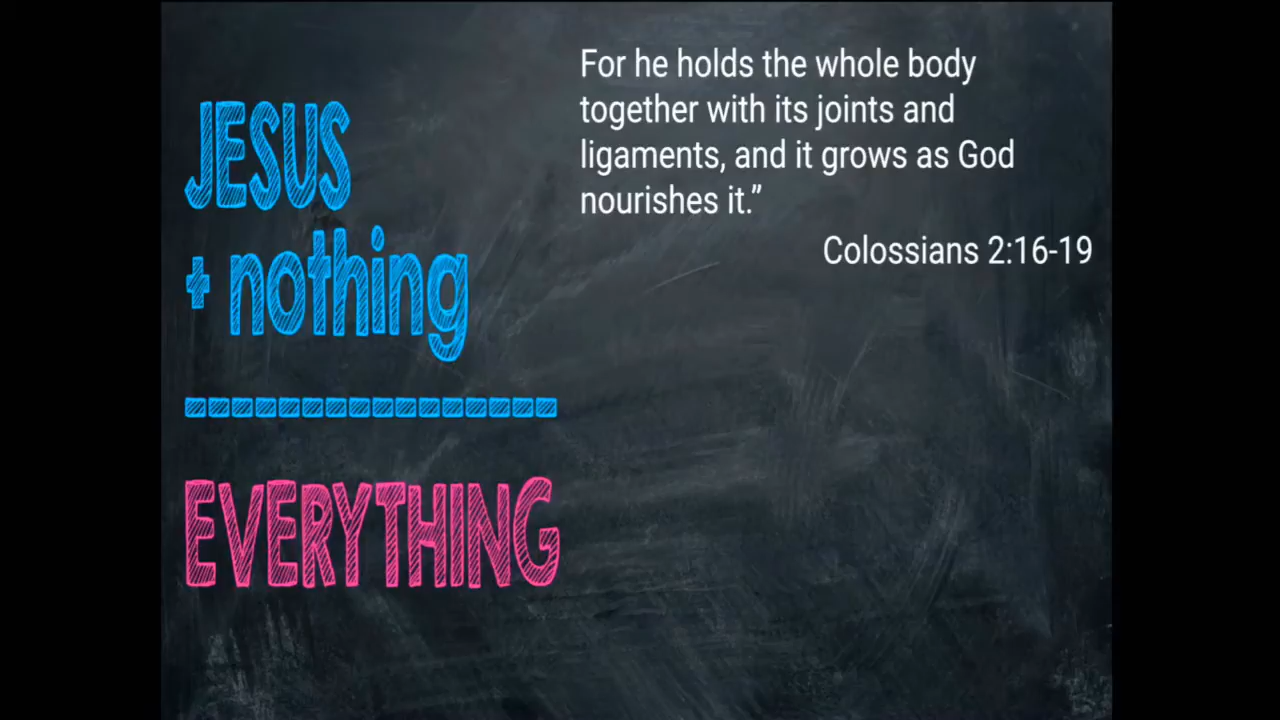 JESUS
+ nothing
----------------
EVERYTHING
For he holds the whole body
together with its joints and
ligaments, and it grows as God
nourishes it.”
Colossians 2:16-19